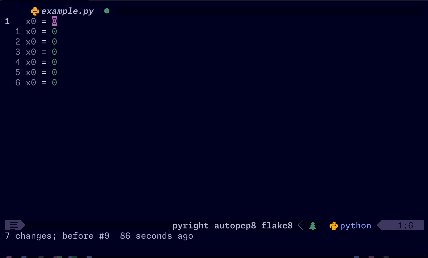 example.py
1 x0 = 0
1 x0 = 0
2 x0 = 0
3 x0 = 0
4 x0 = 0
5 x0 = 0
6 x0 = 0
pyright autopep8 flake8 python 1:6
7 changes; before #9 86 seconds ago